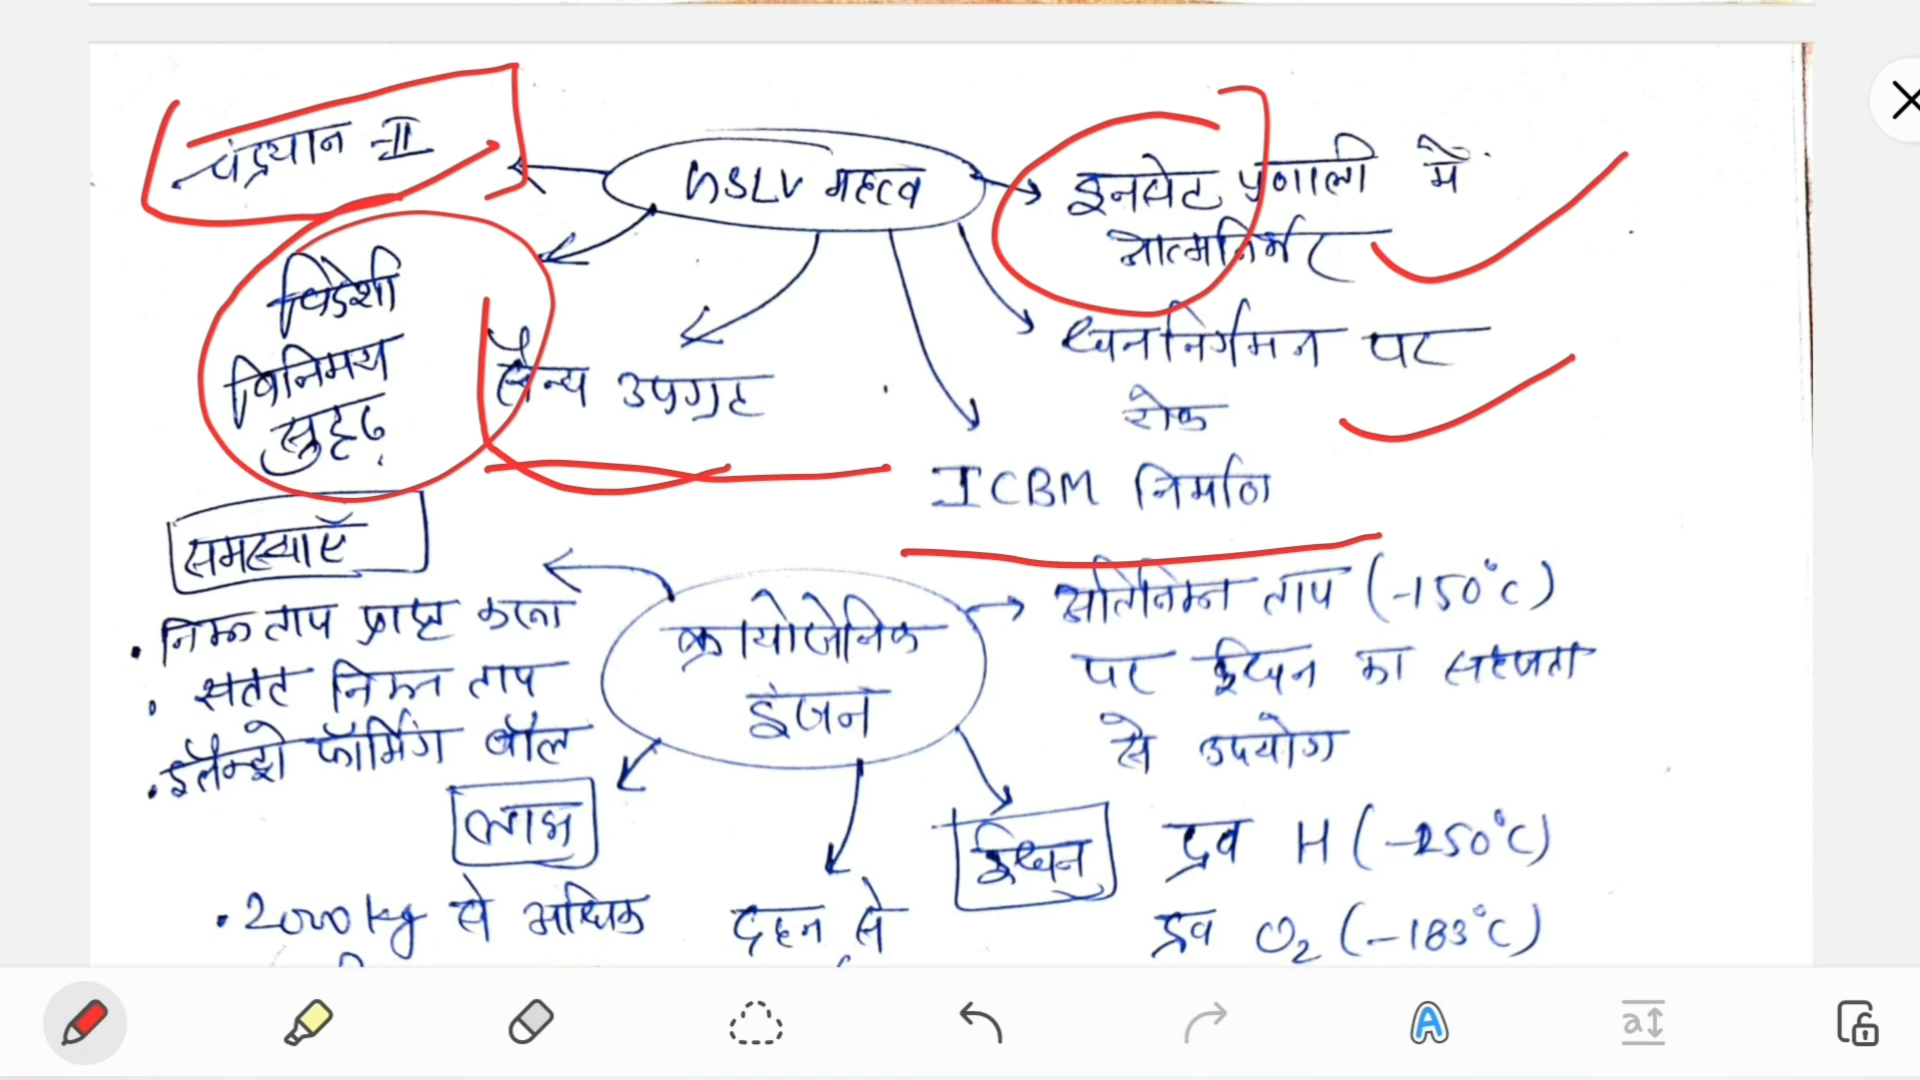 चंद्रयान -II
GSLV महत्व
इनसेट प्रणाली में
आत्मनिर्भर
विदेशी
विनिमय
सुदृढ़
सैन्य उपग्रह
धननिर्गमन पर
रोक
ICBM निर्माण
समस्याएँ
• निम्न ताप प्राप्त करना
• सतत निम्न ताप
• इलैन्ट्रो फॉर्मिंग वॉल
क्रायोजेनिक
इंजन
अतिनिम्न ताप (-150°C)
पर ईंधन का सहजता
से उपयोग
लाभ
ईंधन
द्रव H (-250°C)
द्रव O2 (-183°C)
• 2000 kg से अधिक
दहन से